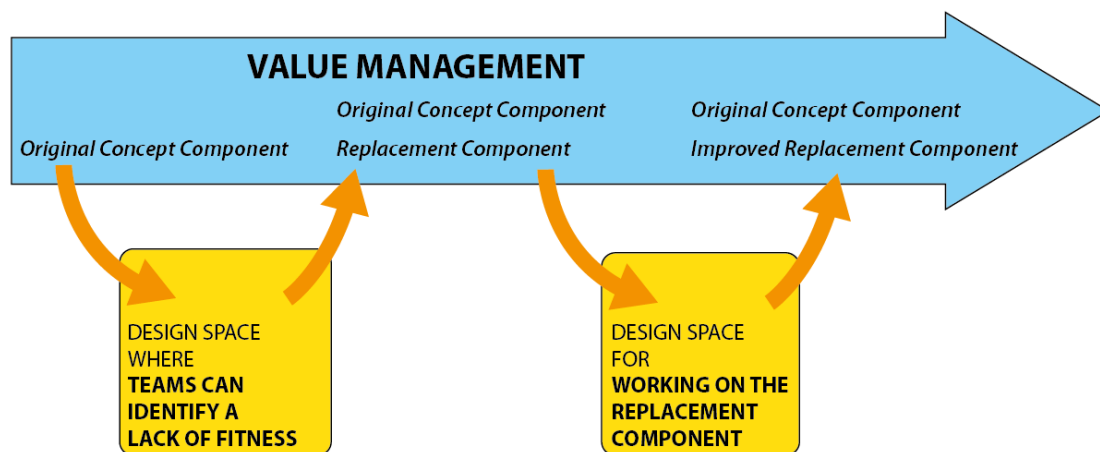 VALUE MANAGEMENT
Original Concept Component
Original Concept Component
Replacement Component
Original Concept Component
Improved Replacement Component
DESIGN SPACE
WHERE
TEAMS CAN
IDENTIFY A
LACK OF FITNESS
DESIGN SPACE
FOR
WORKING ON THE
REPLACEMENT
COMPONENT